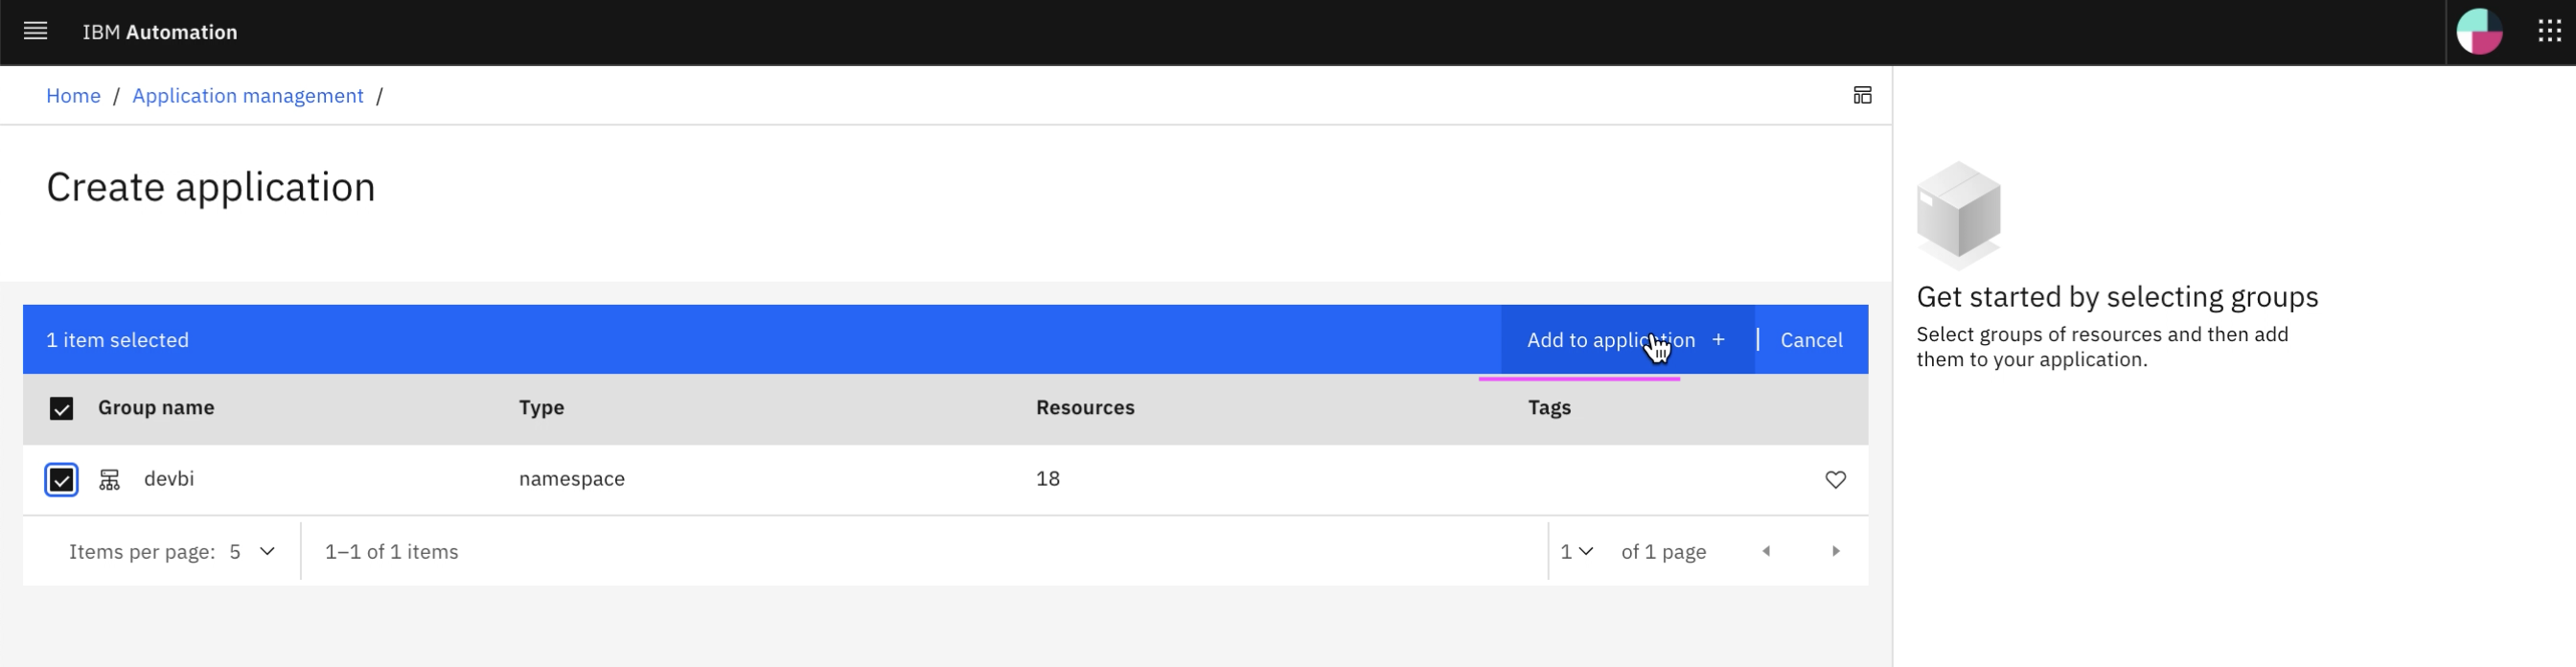 IBM Automation
Home / Application management /
Create application
1 item selected
Add to application +
Cancel
Group name Type Resources Tags
devbi namespace 18
Items per page: 5
1–1 of 1 items
1
of 1 page
Get started by selecting groups
Select groups of resources and then add
them to your application.